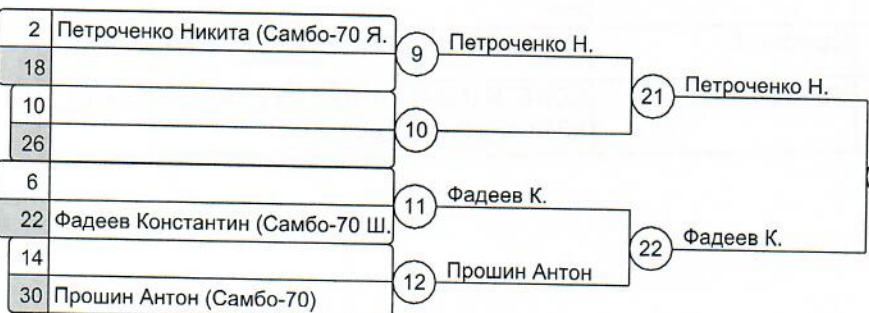 2 Петроченко Никита (Самбо-70 Я.
18
9 Петроченко Н.
10
26
10
21 Петроченко Н.
6
22 Фадеев Константин (Самбо-70 Ш.
11 Фадеев К.
14
30 Прошин Антон (Самбо-70)
12 Прошин Антон
22 Фадеев К.